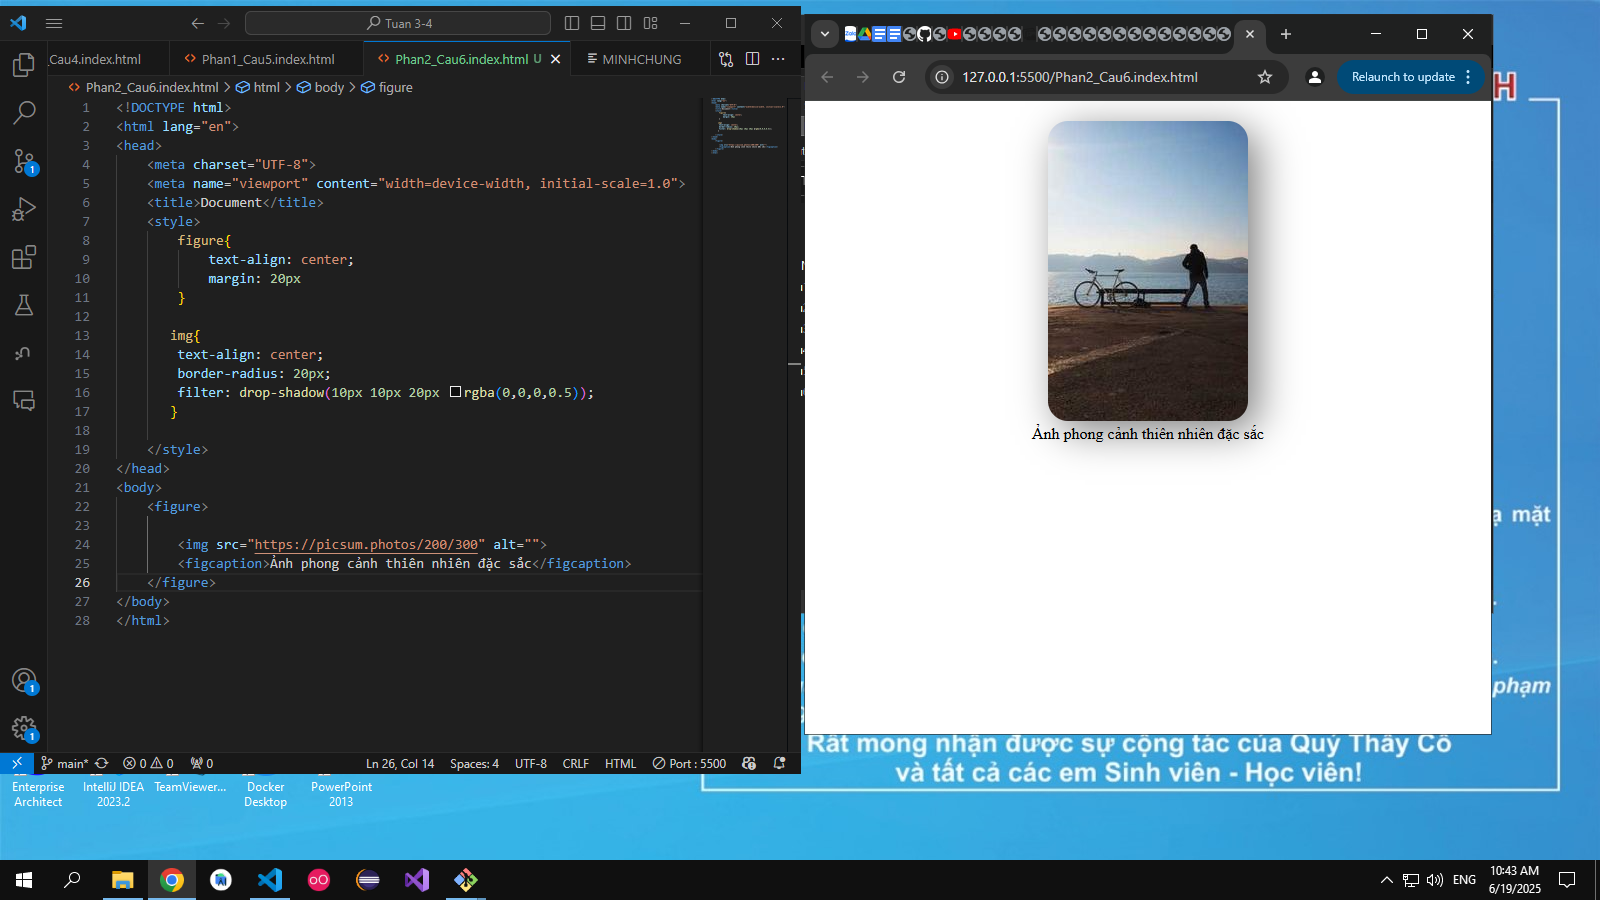 Tuan 3-4
Cau4.index.html
Phan1_Cau5.index.html
Phan2_Cau6.index.html U
MINHCHUNG
Phan2_Cau6.index.html > html > body > figure
1 <!DOCTYPE html>
2 <html lang="en">
3 <head>
4 <meta charset="UTF-8">
5 <meta name="viewport" content="width=device-width, initial-scale=1.0">
6 <title>Document</title>
7 <style>
8 figure{
9 text-align: center;
10 margin: 20px
11 }
12
13 img{
14 text-align: center;
15 border-radius: 20px;
16 filter: drop-shadow(10px 10px 20px rgba(0,0,0,0.5));
17 }
18
19 </style>
20 </head>
21 <body>
22 <figure>
23
24 <img src="https://picsum.photos/200/300" alt="">
25 <figcaption>Ảnh phong cảnh thiên nhiên đặc sắc</figcaption>
26 </figure>
27 </body>
28 </html>
1
1
1
main*
0 0
0
Ln 26, Col 14
Spaces: 4
UTF-8
CRLF
HTML
Port : 5500
127.0.0.1:5500/Phan2_Cau6.index.html
Relaunch to update
Ảnh phong cảnh thiên nhiên đặc sắc
H
mặt
phạm
Rất mong nhận được sự cộng tác của Quý Thầy Cô
và tất cả các em Sinh viên - Học viên!
Enterprise
Architect
IntelliJ IDEA
2023.2
TeamViewer...
Docker
Desktop
PowerPoint
2013
ENG
10:43 AM
6/19/2025